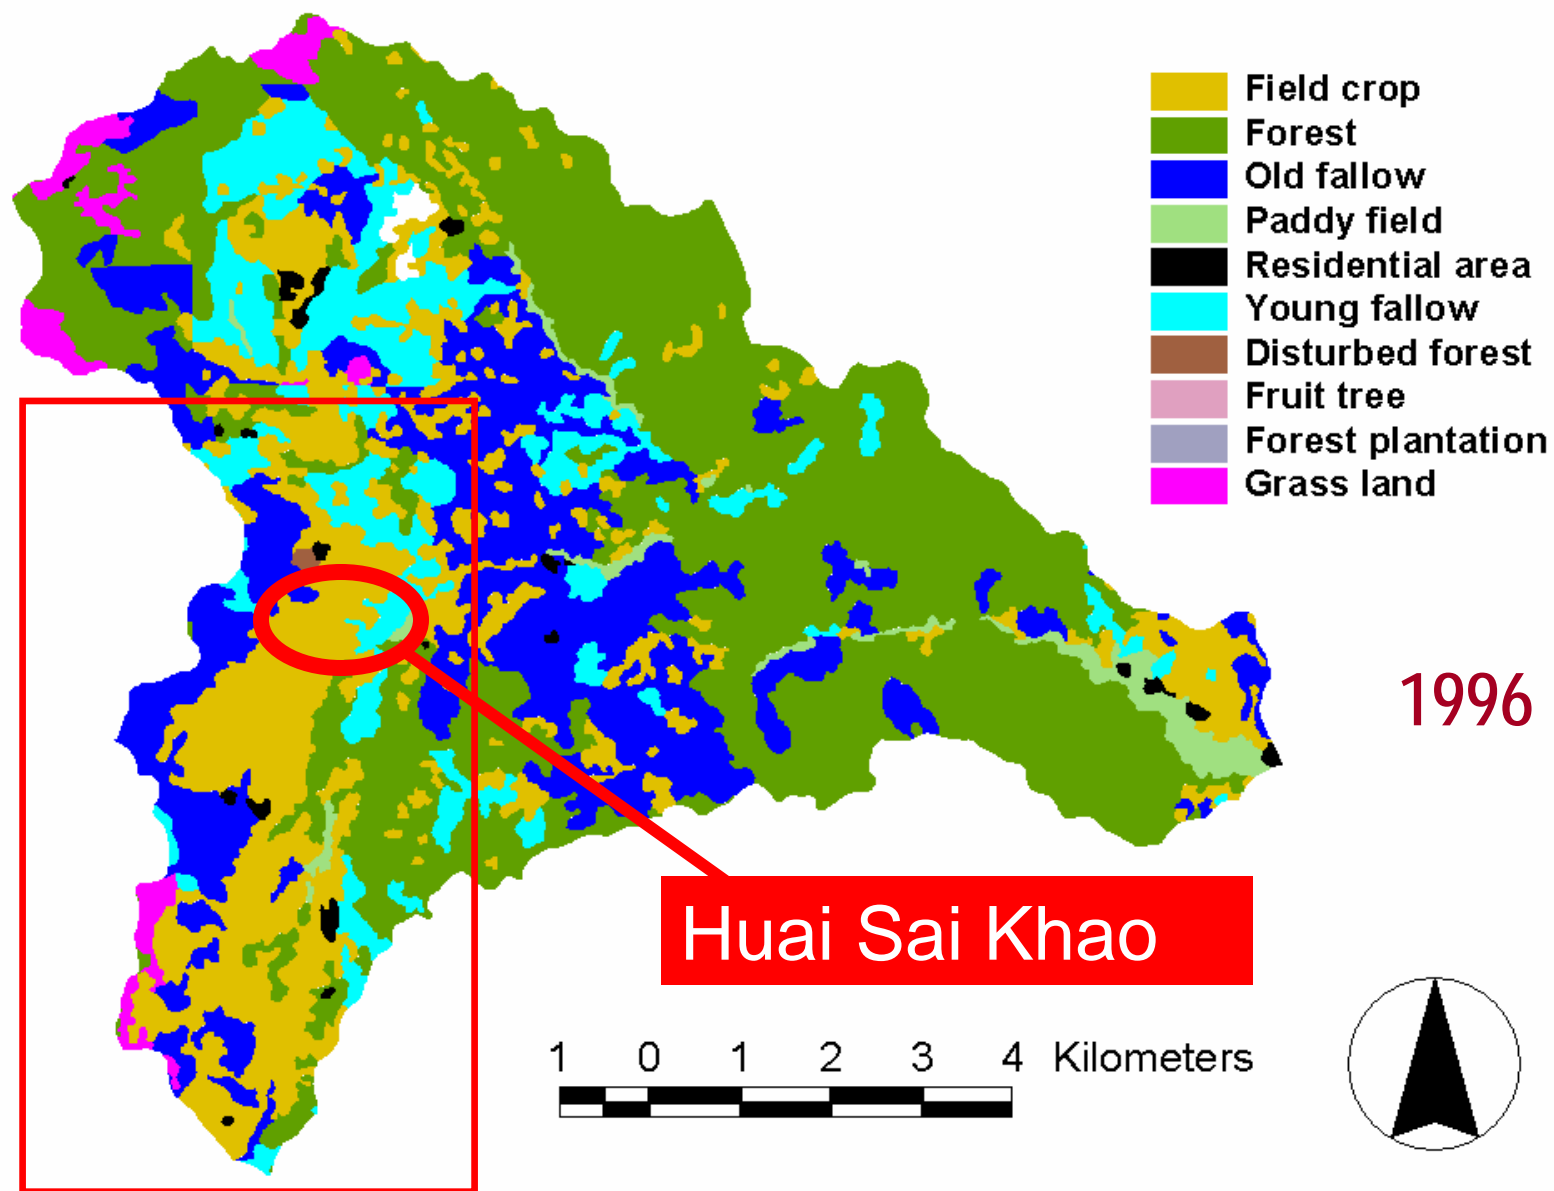 Field crop
Forest
Old fallow
Paddy field
Residential area
Young fallow
Disturbed forest
Fruit tree
Forest plantation
Grass land
1996
Huai Sai Khao
1 0 1 2 3 4 Kilometers